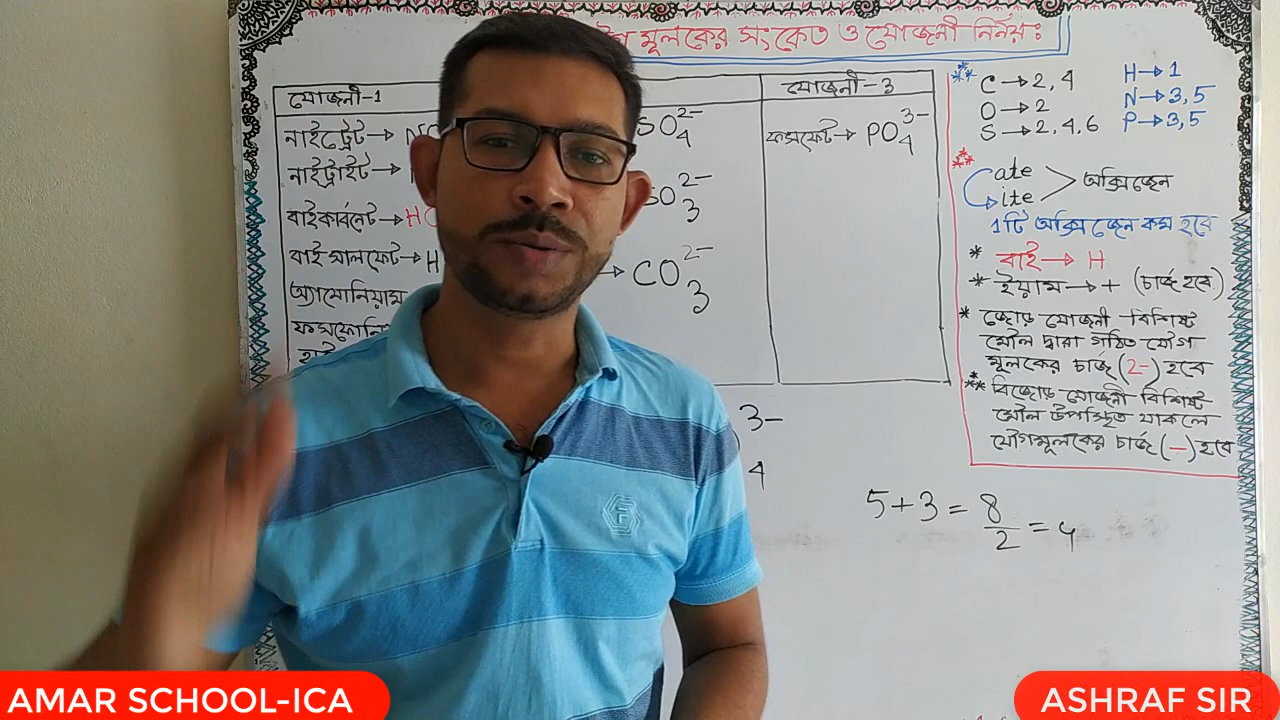 মূলকের সংকেত ও যোজনী নির্নয়ঃ
যোজনী-1
যোজনী-3
নাইট্রেট→
SO₄²⁻
ফসফেট→ PO₄³⁻
নাইট্রাইট→
SO₃²⁻
বাইকার্বনেট→HC
বাই সালফেট→H
→ CO₃²⁻
অ্যামোনিয়াম
** C→2, 4
O→2
S→2, 4, 6
H→1
N→3, 5
P→3, 5
** ate
ite > অক্সিজেন
1টি অক্সিজেন কম হবে
* বাই→ H
* ইয়াম→+ (চার্জ হবে)
* জোড় যোজনী বিশিষ্ট
মৌল দ্বারা গঠিত যৌগ
মূলকের চার্জ (2-) হবে
** বিজোড় যোজনী বিশিষ্ট
মৌল উপস্থিত থাকলে
যৌগমূলকের চার্জ (-) হবে
3-
4
5+3 = 8/2 = 4
F
AMAR SCHOOL-ICA
ASHRAF SIR